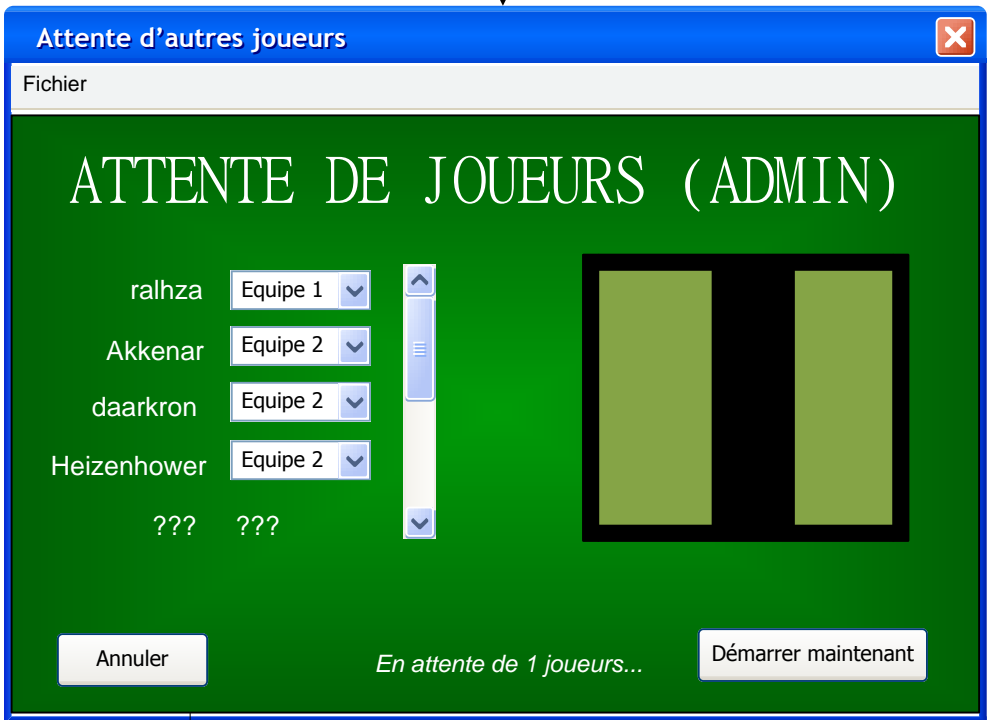 Attente d’autres joueurs
Fichier
ATTENTE DE JOUEURS (ADMIN)
ralhza Equipe 1
Akkenar Equipe 2
daarkron Equipe 2
Heizenhower Equipe 2
??? ???
Annuler En attente de 1 joueurs... Démarrer maintenant